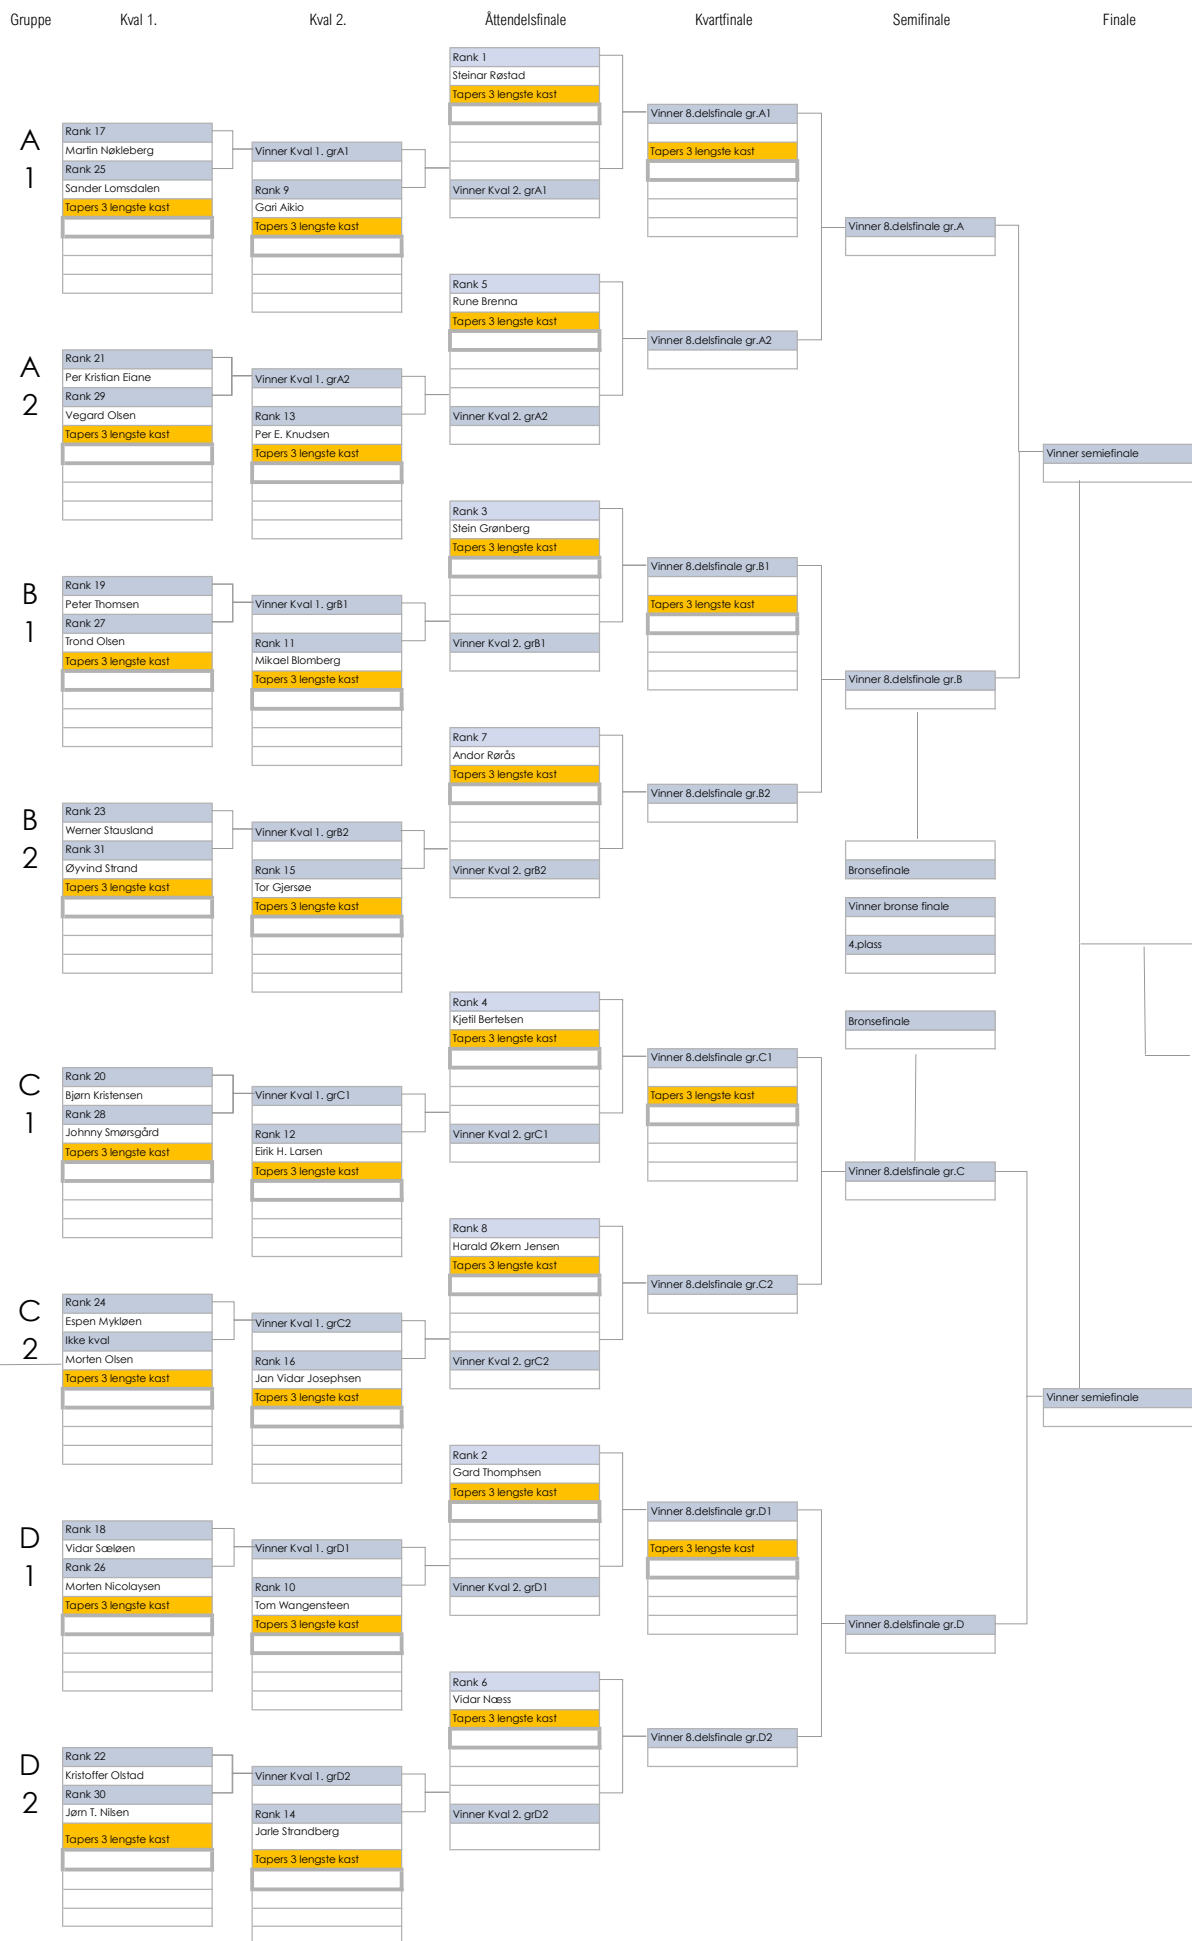 Gruppe
Kval 1.
Kval 2.
Åttendelsfinale
Kvartfinale
Semifinale
Finale
A
1
Rank 17
Martin Nøkleberg
Rank 25
Sander Lomsdalen
Tapers 3 lengste kast
Vinner Kval 1. grA1
Rank 9
Gari Aikio
Tapers 3 lengste kast
Rank 1
Steinar Røstad
Tapers 3 lengste kast
Vinner Kval 2. grA1
Vinner 8.delsfinale gr.A1
Tapers 3 lengste kast
Vinner 8.delsfinale gr.A
A
2
Rank 21
Per Kristian Eiane
Rank 29
Vegard Olsen
Tapers 3 lengste kast
Vinner Kval 1. grA2
Rank 13
Per E. Knudsen
Tapers 3 lengste kast
Rank 5
Rune Brenna
Tapers 3 lengste kast
Vinner Kval 2. grA2
Vinner 8.delsfinale gr.A2
Vinner semiefinale
B
1
Rank 19
Peter Thomsen
Rank 27
Trond Olsen
Tapers 3 lengste kast
Vinner Kval 1. grB1
Rank 11
Mikael Blomberg
Tapers 3 lengste kast
Rank 3
Stein Grønberg
Tapers 3 lengste kast
Vinner Kval 2. grB1
Vinner 8.delsfinale gr.B1
Tapers 3 lengste kast
Vinner 8.delsfinale gr.B
B
2
Rank 23
Werner Stausland
Rank 31
Øyvind Strand
Tapers 3 lengste kast
Vinner Kval 1. grB2
Rank 15
Tor Gjersøe
Tapers 3 lengste kast
Rank 7
Andor Rørås
Tapers 3 lengste kast
Vinner Kval 2. grB2
Vinner 8.delsfinale gr.B2
Bronsefinale
Vinner bronse finale
4.plass
Bronsefinale
C
1
Rank 20
Bjørn Kristensen
Rank 28
Johnny Smørsgård
Tapers 3 lengste kast
Vinner Kval 1. grC1
Rank 12
Eirik H. Larsen
Tapers 3 lengste kast
Rank 4
Kjetil Bertelsen
Tapers 3 lengste kast
Vinner Kval 2. grC1
Vinner 8.delsfinale gr.C1
Tapers 3 lengste kast
Vinner 8.delsfinale gr.C
C
2
Rank 24
Espen Mykløen
Ikke kval
Morten Olsen
Tapers 3 lengste kast
Vinner Kval 1. grC2
Rank 16
Jan Vidar Josephsen
Tapers 3 lengste kast
Rank 8
Harald Økern Jensen
Tapers 3 lengste kast
Vinner Kval 2. grC2
Vinner 8.delsfinale gr.C2
Vinner semiefinale
D
1
Rank 18
Vidar Sæløen
Rank 26
Morten Nicolaysen
Tapers 3 lengste kast
Vinner Kval 1. grD1
Rank 10
Tom Wangensteen
Tapers 3 lengste kast
Rank 2
Gard Thomphsen
Tapers 3 lengste kast
Vinner Kval 2. grD1
Vinner 8.delsfinale gr.D1
Tapers 3 lengste kast
Vinner 8.delsfinale gr.D
D
2
Rank 22
Kristoffer Olstad
Rank 30
Jørn T. Nilsen
Tapers 3 lengste kast
Vinner Kval 1. grD2
Rank 14
Jarle Strandberg
Tapers 3 lengste kast
Rank 6
Vidar Næss
Tapers 3 lengste kast
Vinner Kval 2. grD2
Vinner 8.delsfinale gr.D2